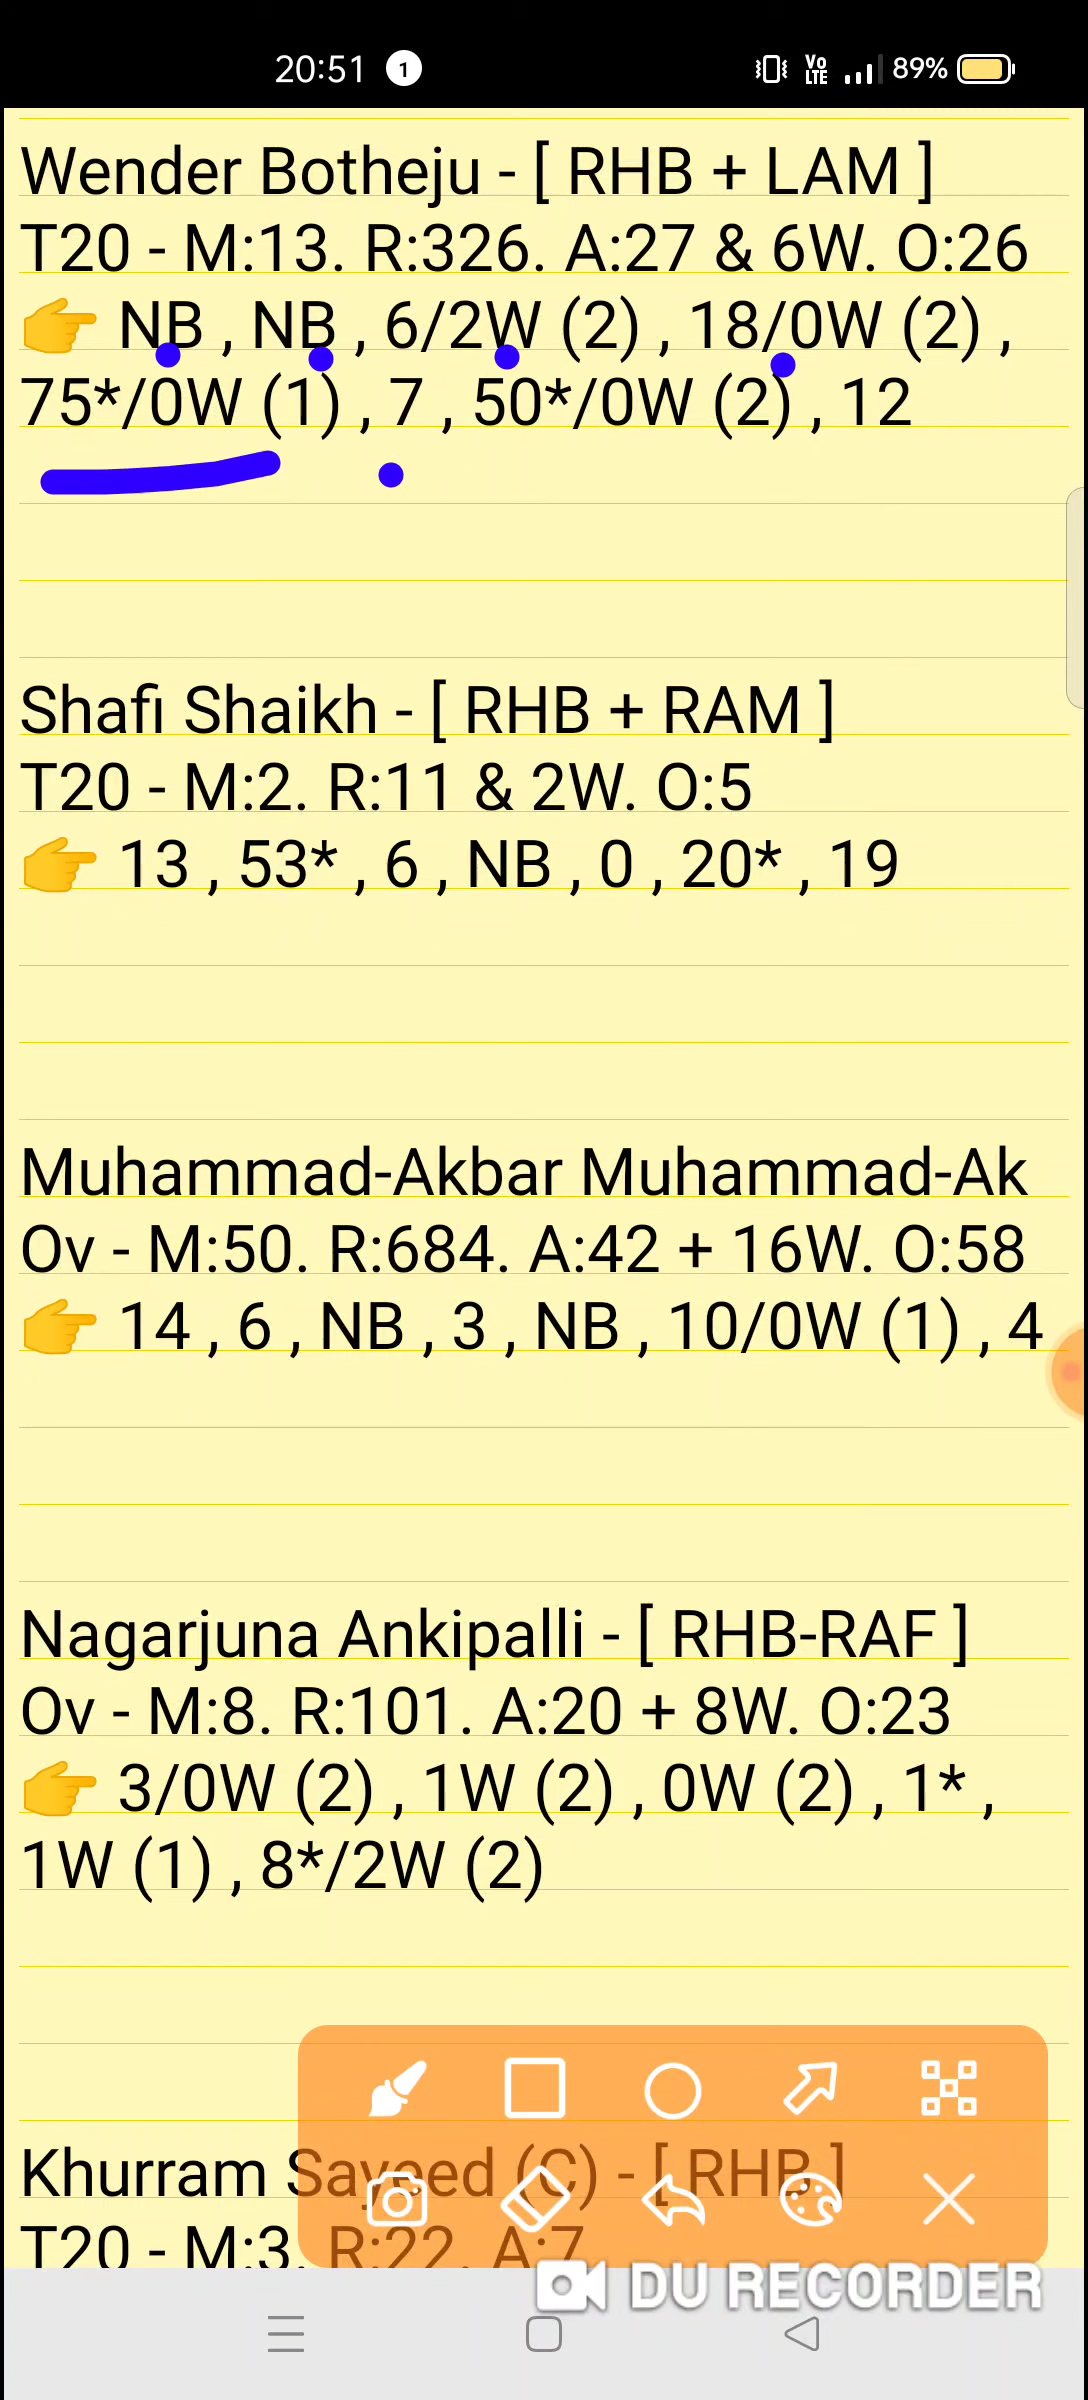 20:51 1 Vo LTE 89%
Wender Botheju - [ RHB + LAM ]
T20 - M:13. R:326. A:27 & 6W. O:26
👉 NB , NB , 6/2W (2) , 18/0W (2) ,
75*/0W (1) , 7 , 50*/0W (2) , 12
Shafi Shaikh - [ RHB + RAM ]
T20 - M:2. R:11 & 2W. O:5
👉 13 , 53* , 6 , NB , 0 , 20* , 19
Muhammad-Akbar Muhammad-Ak
Ov - M:50. R:684. A:42 + 16W. O:58
👉 14 , 6 , NB , 3 , NB , 10/0W (1) , 4
Nagarjuna Ankipalli - [ RHB-RAF ]
Ov - M:8. R:101. A:20 + 8W. O:23
👉 3/0W (2) , 1W (2) , 0W (2) , 1* ,
1W (1) , 8*/2W (2)
Khurram Sayeed (C) - [ RHB ]
T20 - M:3. R:22. A:7
DU RECORDER